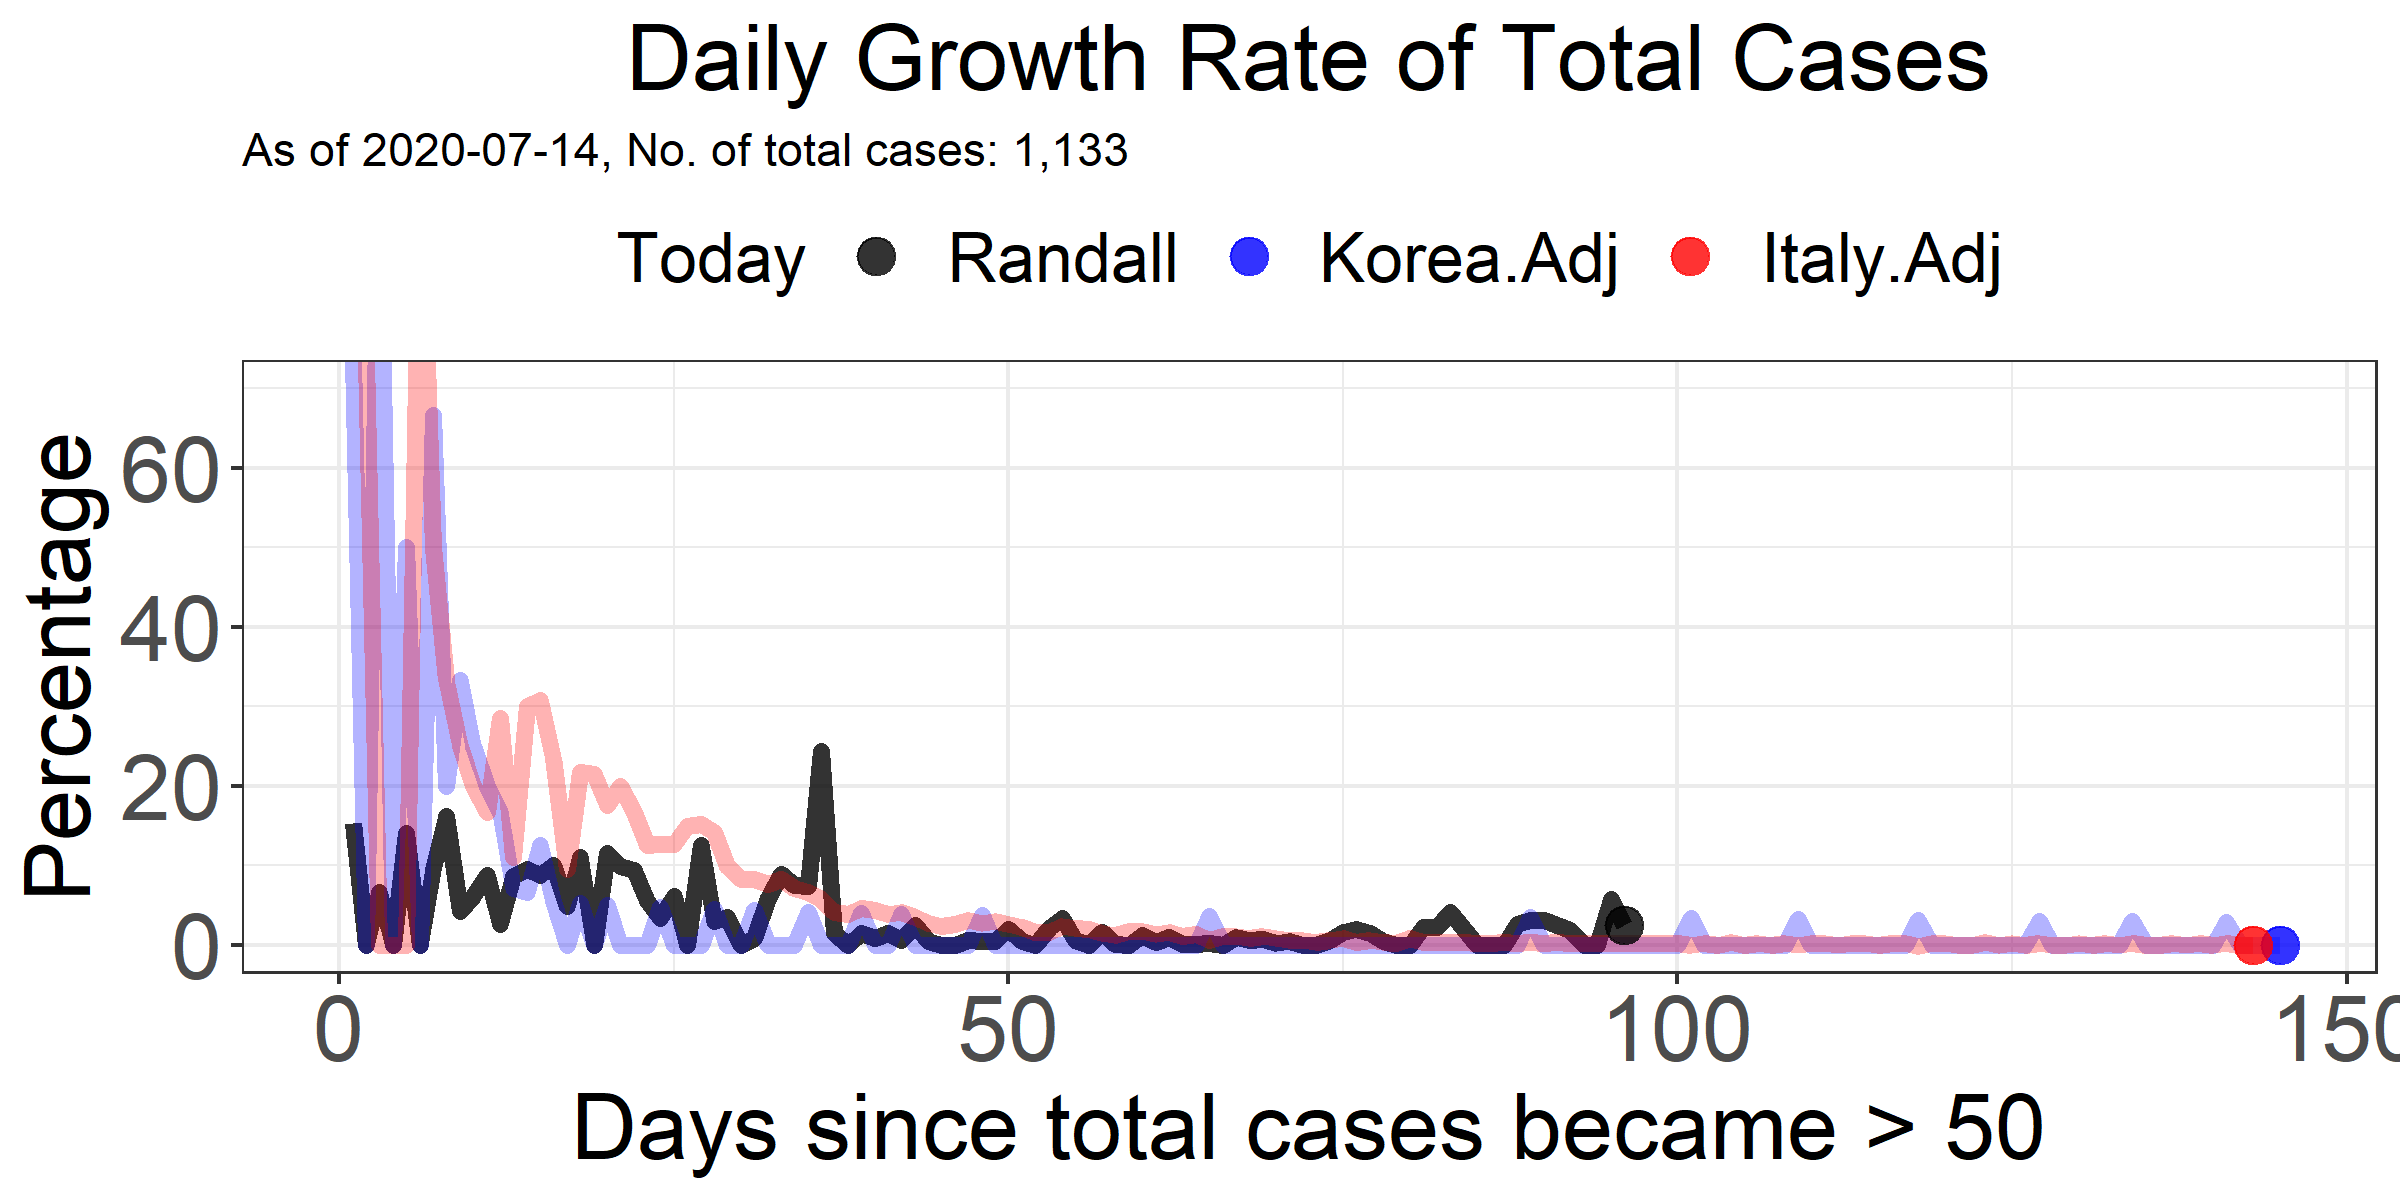 Daily Growth Rate of Total Cases
As of 2020-07-14, No. of total cases: 1,133
Today Randall Korea.Adj Italy.Adj
Percentage
60
40
20
0
0 50 100 150
Days since total cases became > 50